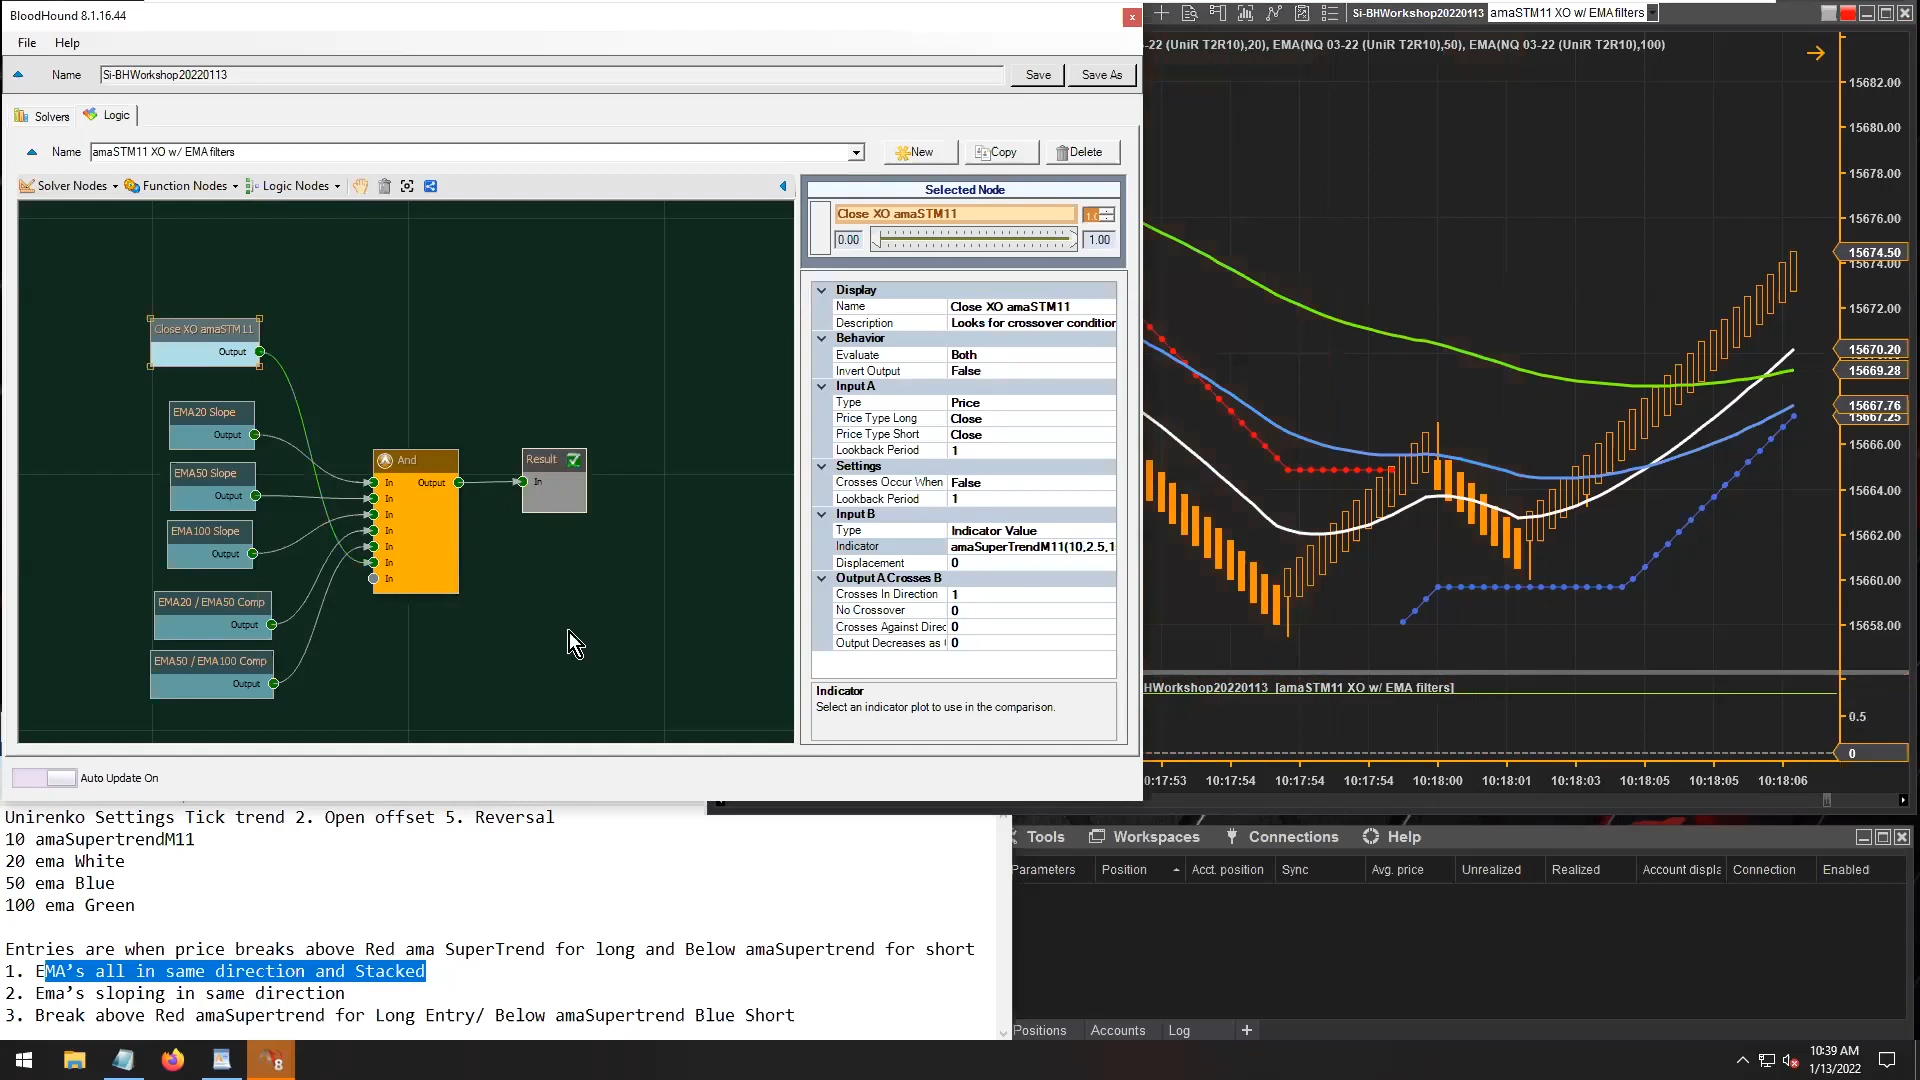 BloodHound 8.1.16.44
File Help
Name Si-BHWorkshop20220113 Save Save As
Solvers Logic
Name amaSTM11 XO w/ EMA filters New Copy Delete
Solver Nodes Function Nodes Logic Nodes
Close XO amaSTM11
Output
EMA20 Slope
Output
EMA50 Slope
Output
EMA100 Slope
Output
EMA20 / EMA50 Comp
Output
EMA50 / EMA100 Comp
Output
And
In Output
In
In
In
In
In
In
Result
In
Selected Node
Close XO amaSTM11
0.00 1.00
Display
Name Close XO amaSTM11
Description Looks for crossover condition
Behavior
Evaluate Both
Invert Output False
Input A
Type Price
Price Type Long Close
Price Type Short Close
Lookback Period 1
Settings
Crosses Occur When False
Lookback Period 1
Input B
Type Indicator Value
Indicator amaSuperTrendM11(10,2.5,1
Displacement 0
Output A Crosses B
Crosses In Direction 1
No Crossover 0
Crosses Against Direc 0
Output Decreases as 0
Indicator
Select an indicator plot to use in the comparison.
Auto Update On
Si-BHWorkshop20220113 amaSTM11 XO w/ EMA filters
-22 (UniR T2R10),20), EMA(NQ 03-22 (UniR T2R10),50), EMA(NQ 03-22 (UniR T2R10),100)
15682.00
15680.00
15678.00
15676.00
15674.50
15674.00
15672.00
15670.20
15669.28
15667.76
15667.25
15666.00
15664.00
15662.00
15660.00
15658.00
HWorkshop20220113 [amaSTM11 XO w/ EMA filters]
0.5
0
:17:53 10:17:54 10:17:54 10:17:54 10:18:00 10:18:01 10:18:03 10:18:05 10:18:05 10:18:06
Unirenko Settings Tick trend 2. Open offset 5. Reversal
10 amaSupertrendM11
20 ema White
50 ema Blue
100 ema Green
Entries are when price breaks above Red ama SuperTrend for long and Below amaSupertrend for short
1. EMA's all in same direction and Stacked
2. Ema's sloping in same direction
3. Break above Red amaSupertrend for Long Entry/ Below amaSupertrend Blue Short
Tools Workspaces Connections Help
Parameters Position Acct. position Sync Avg. price Unrealized Realized Account displa Connection Enabled
Positions Accounts Log +
8
10:39 AM
1/13/2022